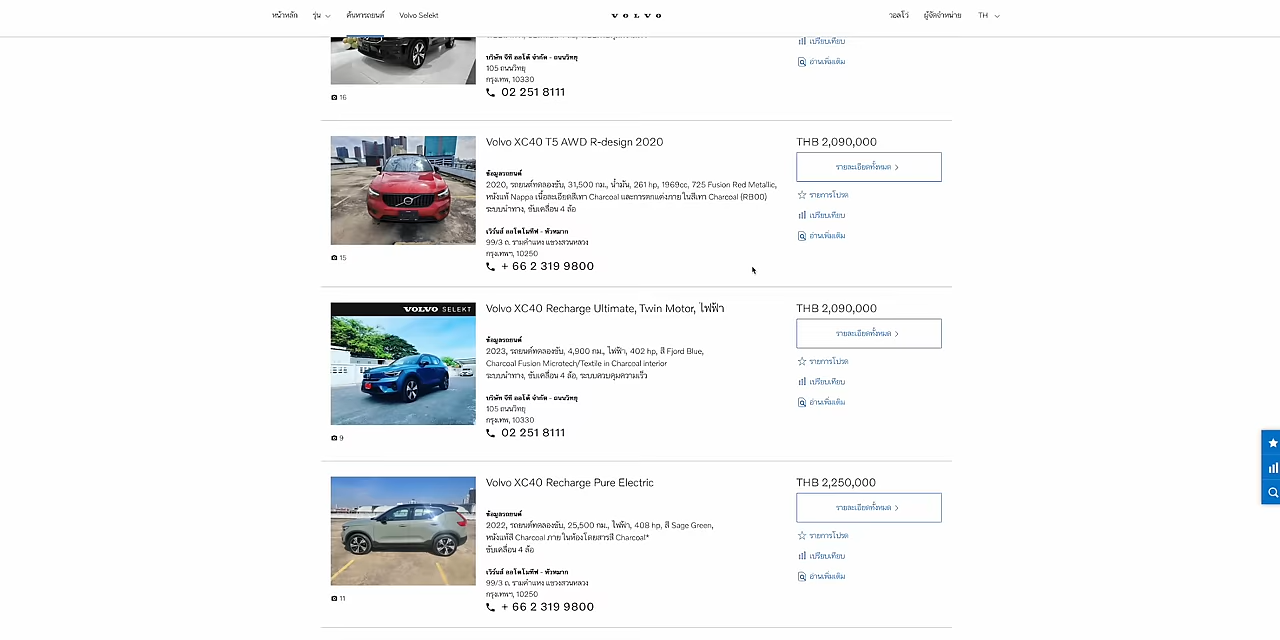 หน้าหลัก รุ่น ค้นหารถยนต์ Volvo Selekt VOLVO วอลโว่ ผู้จัดจำหน่าย TH
เปรียบเทียบ
บริษัท จีที ออโต้ จำกัด - ถนนวิทยุ
105 ถนนวิทยุ
กรุงเทพ, 10330
อ่านเพิ่มเติม
02 251 8111
16
Volvo XC40 T5 AWD R-design 2020
THB 2,090,000
รายละเอียดทั้งหมด
ข้อมูลรถยนต์
2020, รถยนต์ทดลองขับ, 31,500 กม., น้ำมัน, 261 hp, 1969cc, 725 Fusion Red Metallic,
หนังแท้ Nappa เนื้อละเอียดสีเทา Charcoal และการตกแต่งภายในสีเทา Charcoal (RB00)
ระบบนำทาง, ขับเคลื่อน 4 ล้อ
รายการโปรด
เปรียบเทียบ
อ่านเพิ่มเติม
เวิร์นส์ ออโตโมทีฟ - หัวหมาก
99/3 ถ. รามคำแหง แขวงสวนหลวง
กรุงเทพฯ, 10250
+ 66 2 319 9800
15
VOLVO SELEKT
Volvo XC40 Recharge Ultimate, Twin Motor, ไฟฟ้า
THB 2,090,000
รายละเอียดทั้งหมด
ข้อมูลรถยนต์
2023, รถยนต์ทดลองขับ, 4,900 กม., ไฟฟ้า, 402 hp, สี Fjord Blue,
Charcoal Fusion Microtech/Textile in Charcoal interior
ระบบนำทาง, ขับเคลื่อน 4 ล้อ, ระบบควบคุมความเร็ว
รายการโปรด
เปรียบเทียบ
อ่านเพิ่มเติม
บริษัท จีที ออโต้ จำกัด - ถนนวิทยุ
105 ถนนวิทยุ
กรุงเทพ, 10330
02 251 8111
9
Volvo XC40 Recharge Pure Electric
THB 2,250,000
รายละเอียดทั้งหมด
ข้อมูลรถยนต์
2022, รถยนต์ทดลองขับ, 25,500 กม., ไฟฟ้า, 408 hp, สี Sage Green,
หนังแท้สี Charcoal ภายในห้องโดยสารสี Charcoal*
ขับเคลื่อน 4 ล้อ
รายการโปรด
เปรียบเทียบ
อ่านเพิ่มเติม
เวิร์นส์ ออโตโมทีฟ - หัวหมาก
99/3 ถ. รามคำแหง แขวงสวนหลวง
กรุงเทพฯ, 10250
+ 66 2 319 9800
11